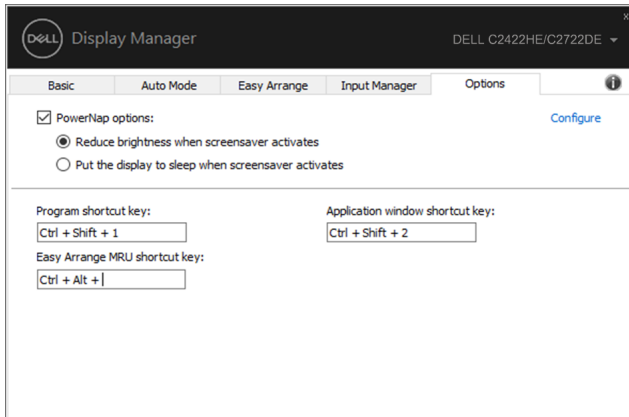 DELL Display Manager
DELL C2422HE/C2722DE
Basic Auto Mode Easy Arrange Input Manager Options
PowerNap options: Configure
Reduce brightness when screensaver activates
Put the display to sleep when screensaver activates
Program shortcut key: Application window shortcut key:
Ctrl + Shift + 1 Ctrl + Shift + 2
Easy Arrange MRU shortcut key:
Ctrl + Alt +